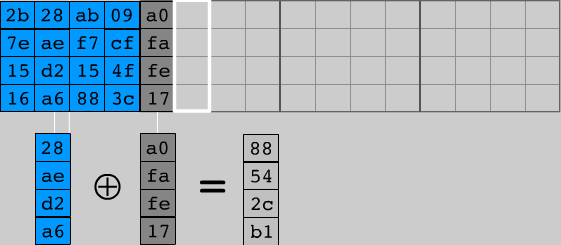 2b 28 ab 09 a0
7e ae f7 cf fa
15 d2 15 4f fe
16 a6 88 3c 17
28 a0 88
ae fa 54
⊕ =
d2 fe 2c
a6 17 b1